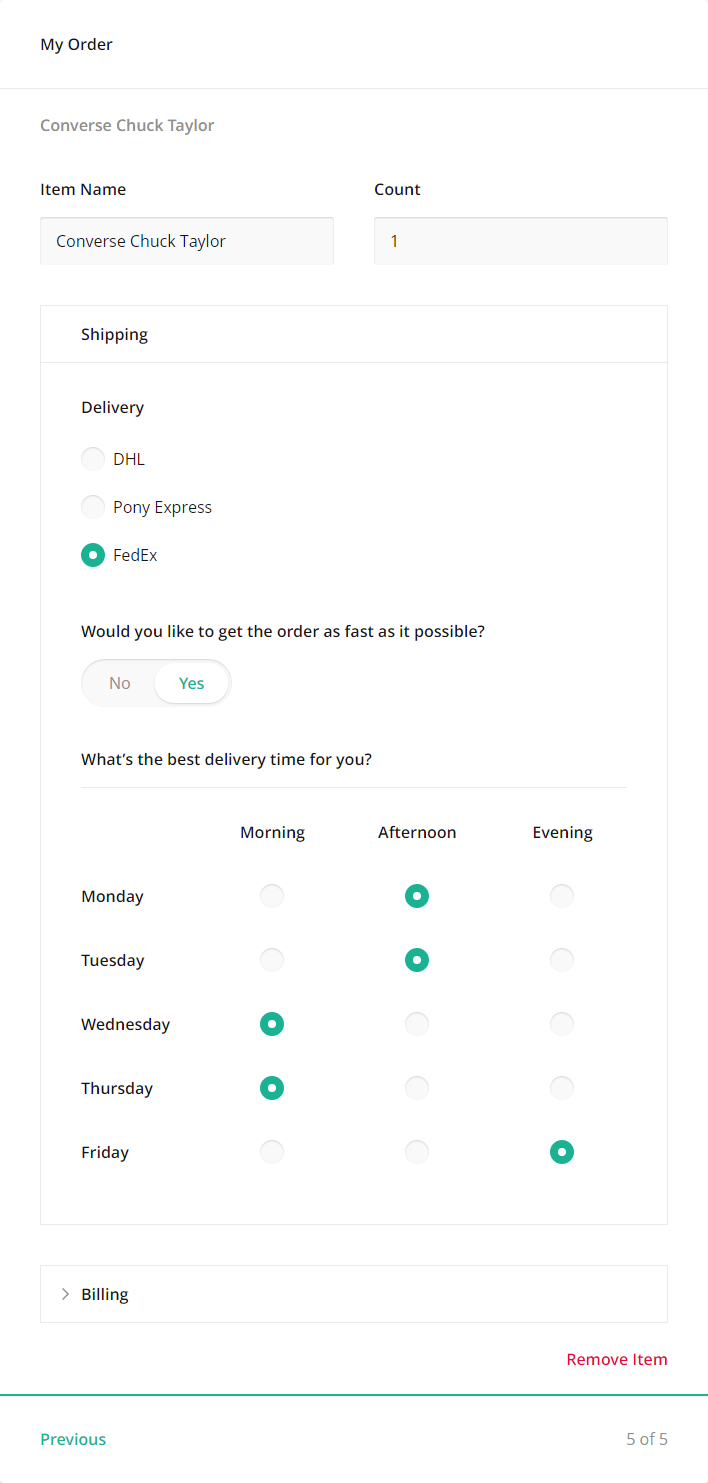 My Order
Converse Chuck Taylor
Item Name Count
Converse Chuck Taylor 1
Shipping
Delivery
DHL
Pony Express
FedEx
Would you like to get the order as fast as it possible?
No Yes
What’s the best delivery time for you?
Morning Afternoon Evening
Monday
Tuesday
Wednesday
Thursday
Friday
Billing
Remove Item
Previous 5 of 5